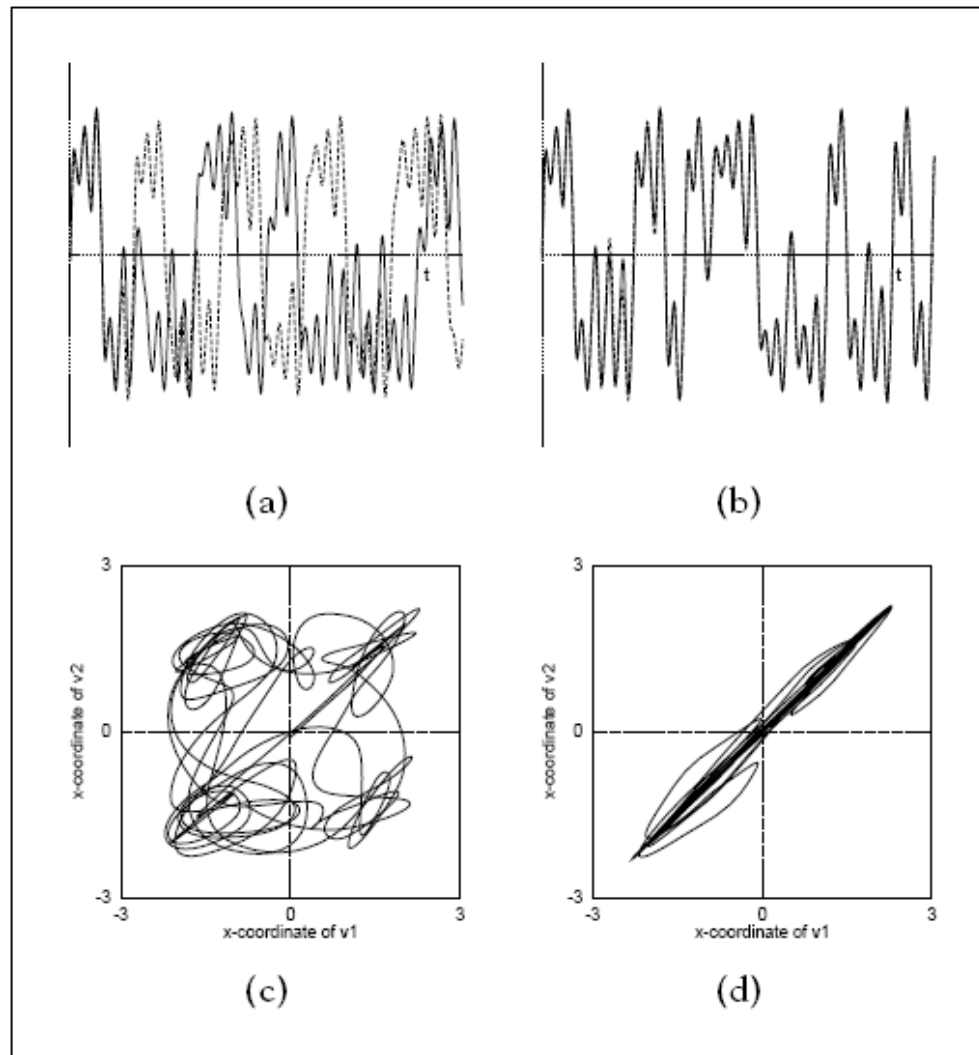 t
t
(a)
(b)
3
3
x-coordinate of v2
0
x-coordinate of v2
0
-3
-3
-3
0
3
-3
0
3
x-coordinate of v1
x-coordinate of v1
(c)
(d)